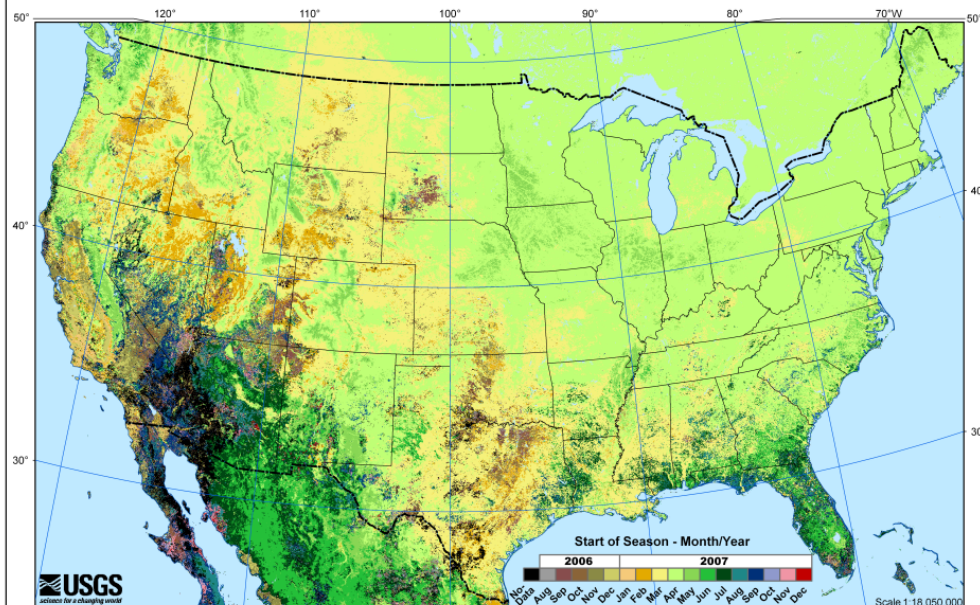 50° 120° 110° 100° 90° 80° 70°W 50°
40° 40°
30° 30°
Start of Season - Month/Year
2006 2007
No Data Aug Sep Oct Nov Dec Jan Feb Mar Apr May Jun Jul Aug Sep Oct Nov Dec
USGS
science for a changing world
Scale 1:18,050,000